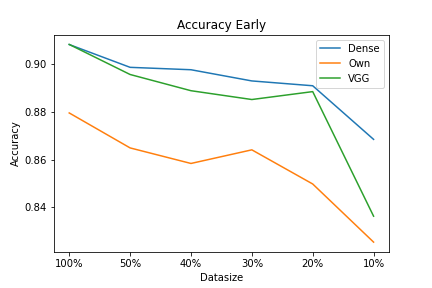 Accuracy Early
Dense
Own
VGG
Accuracy
0.90
0.88
0.86
0.84
100% 50% 40% 30% 20% 10%
Datasize